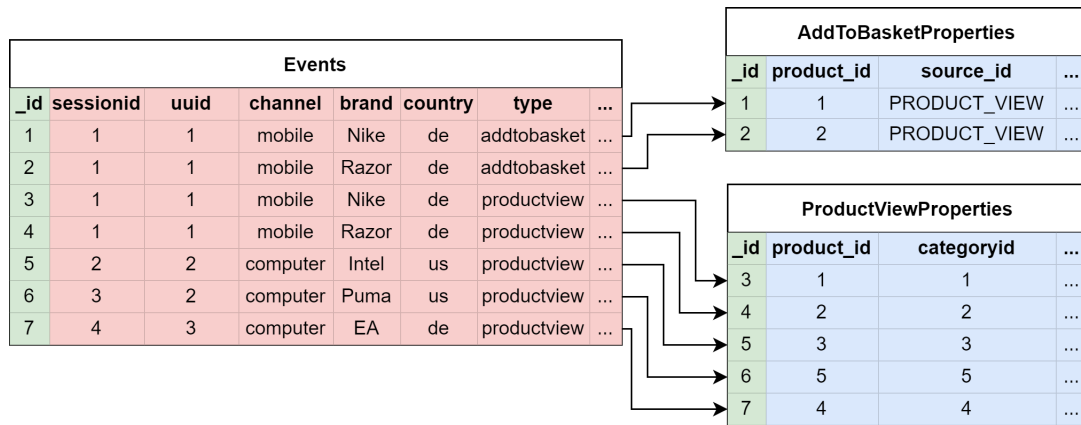 Events
_id sessionid uuid channel brand country type ...
1 1 1 mobile Nike de addtobasket ...
2 1 1 mobile Razor de addtobasket ...
3 1 1 mobile Nike de productview ...
4 1 1 mobile Razor de productview ...
5 2 2 computer Intel us productview ...
6 3 2 computer Puma us productview ...
7 4 3 computer EA de productview ...
AddToBasketProperties
_id product_id source_id ...
1 1 PRODUCT_VIEW ...
2 2 PRODUCT_VIEW ...
ProductViewProperties
_id product_id categoryid ...
3 1 1 ...
4 2 2 ...
5 3 3 ...
6 5 5 ...
7 4 4 ...